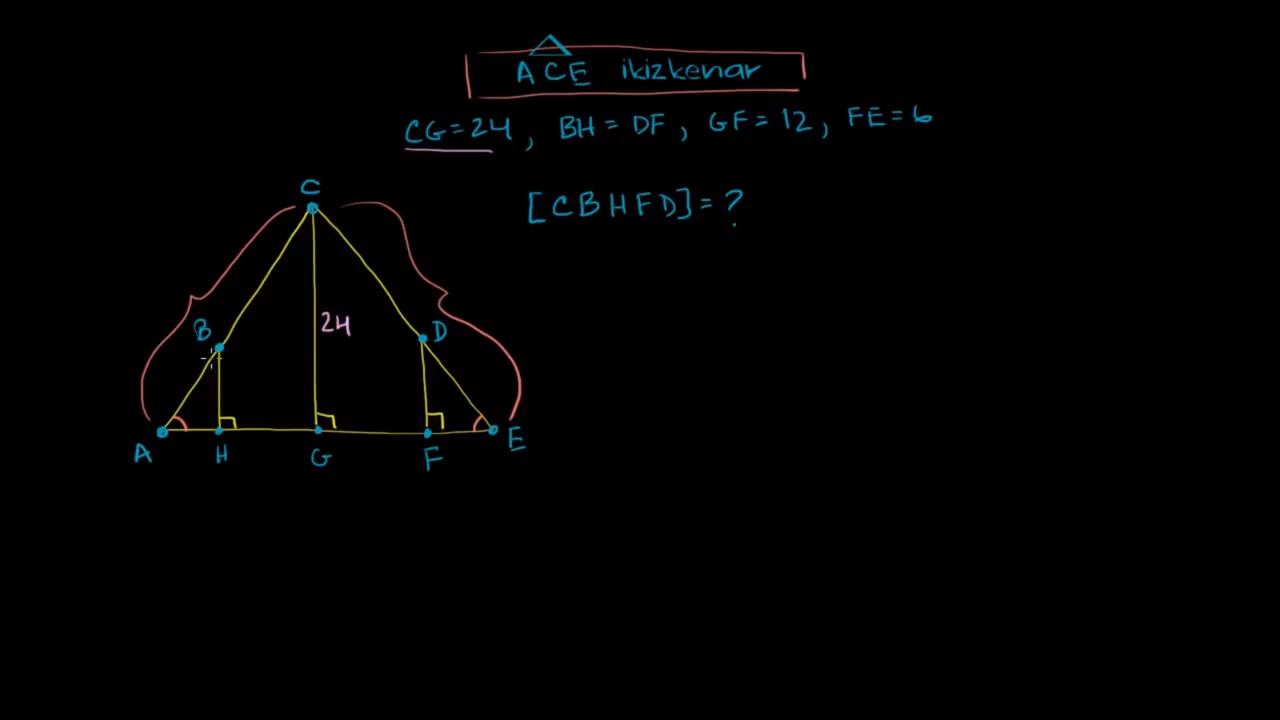 ACE ikizkenar
CG=24, BH=DF, GF=12, FE=6
[CBHFD]=?
C
B
24
D
A H G F E